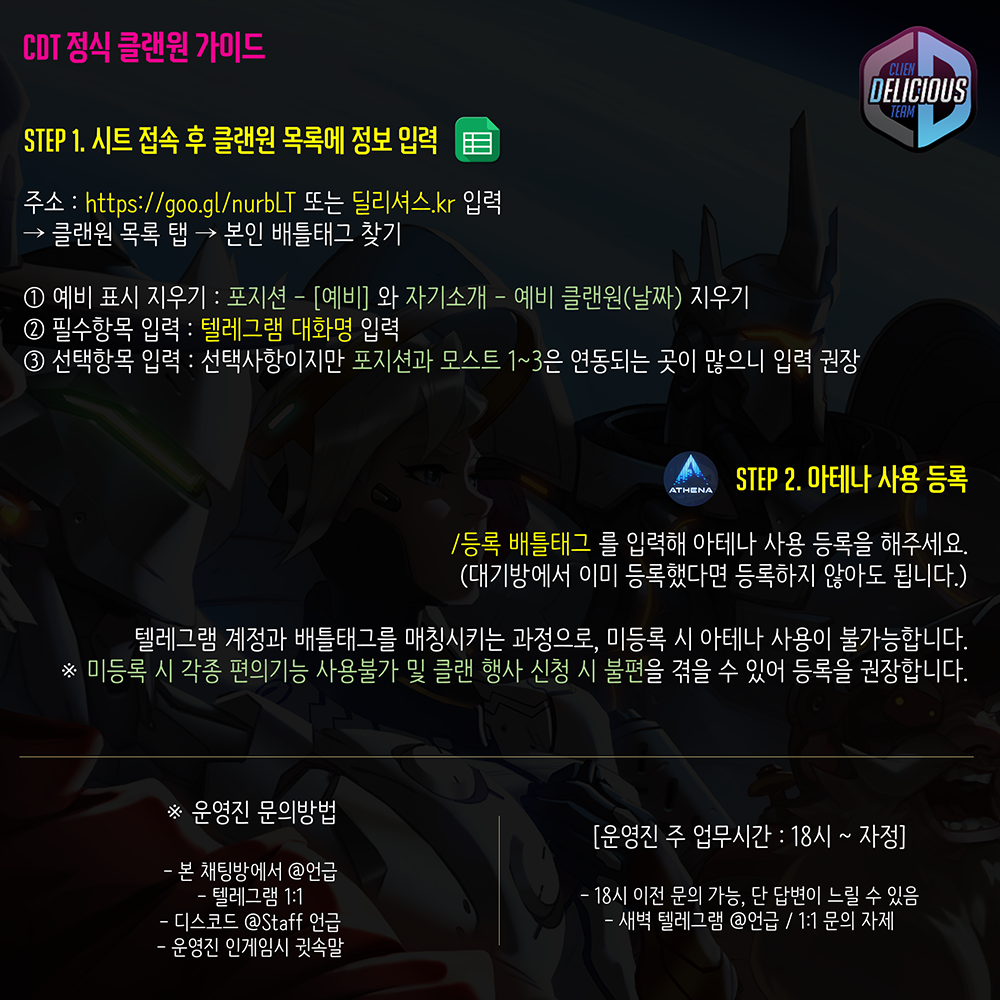 CDT 정식 클랜원 가이드
CLIEN
DELICIOUS
TEAM
STEP 1. 시트 접속 후 클랜원 목록에 정보 입력
주소 : https://goo.gl/nurbLT 또는 딜리셔스.kr 입력
→ 클랜원 목록 탭 → 본인 배틀태그 찾기
① 예비 표시 지우기 : 포지션 - [예비] 와 자기소개 - 예비 클랜원(날짜) 지우기
② 필수항목 입력 : 텔레그램 대화명 입력
③ 선택항목 입력 : 선택사항이지만 포지션과 모스트 1~3은 연동되는 곳이 많으니 입력 권장
ATHENA
STEP 2. 아테나 사용 등록
/등록 배틀태그 를 입력해 아테나 사용 등록을 해주세요.
(대기방에서 이미 등록했다면 등록하지 않아도 됩니다.)
텔레그램 계정과 배틀태그를 매칭시키는 과정으로, 미등록 시 아테나 사용이 불가능합니다.
※ 미등록 시 각종 편의기능 사용불가 및 클랜 행사 신청 시 불편을 겪을 수 있어 등록을 권장합니다.
※ 운영진 문의방법
- 본 채팅방에서 @언급
- 텔레그램 1:1
- 디스코드 @Staff 언급
- 운영진 인게임시 귓속말
[운영진 주 업무시간 : 18시 ~ 자정]
- 18시 이전 문의 가능, 단 답변이 느릴 수 있음
- 새벽 텔레그램 @언급 / 1:1 문의 자제